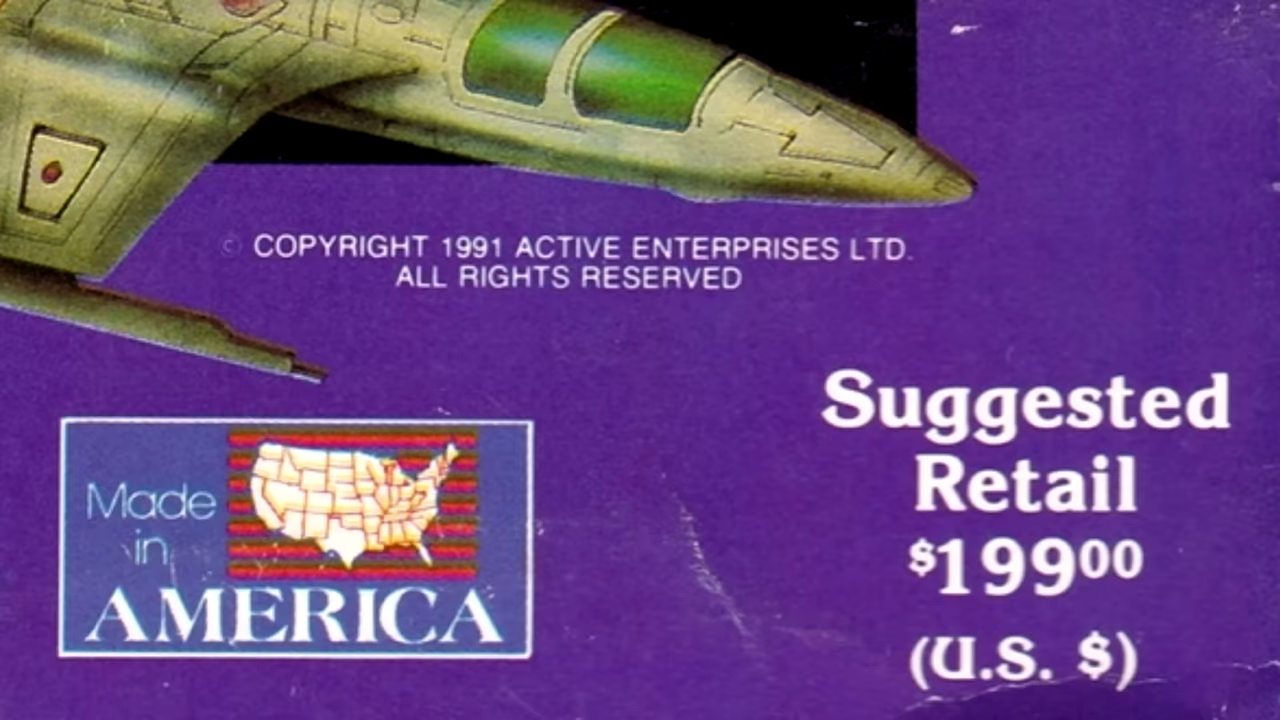 © COPYRIGHT 1991 ACTIVE ENTERPRISES LTD.
ALL RIGHTS RESERVED
Suggested
Retail
$19900
(U.S. $)
Made
in
AMERICA